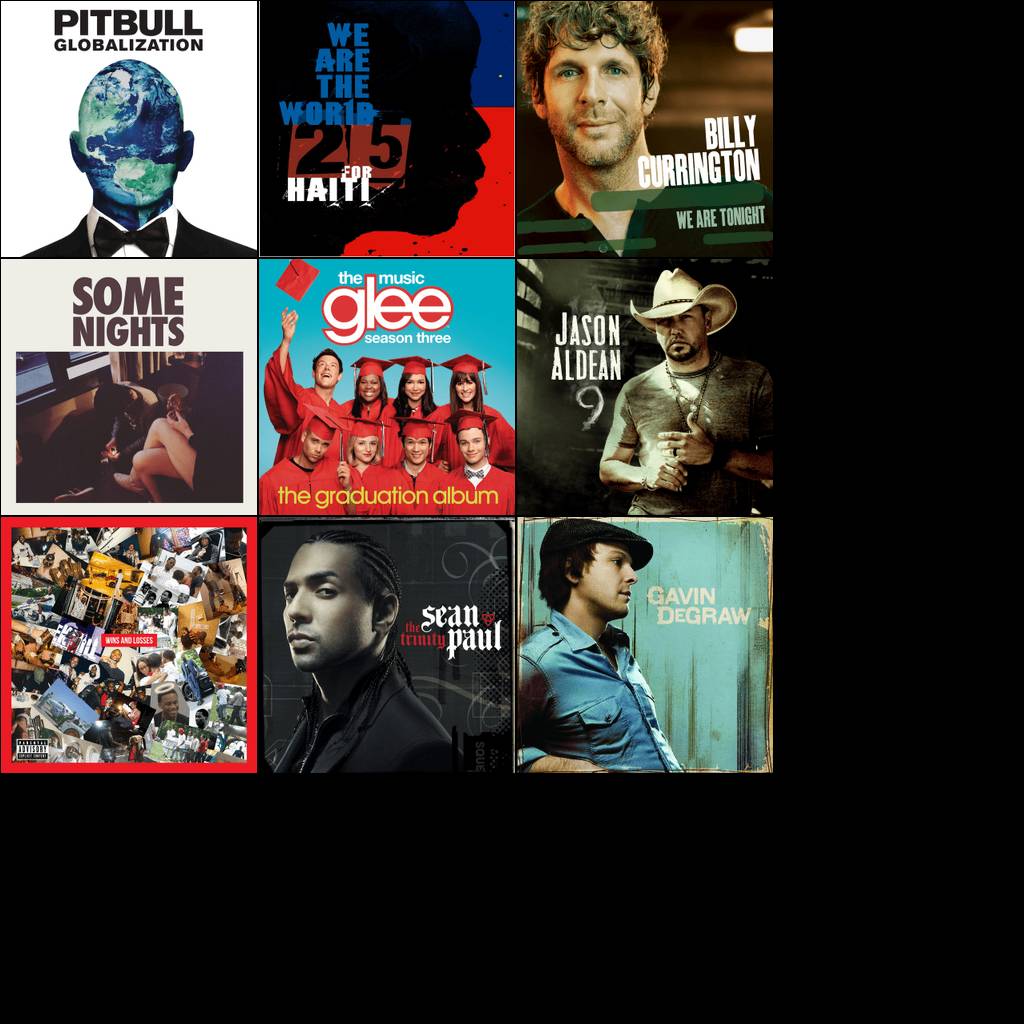 PITBULL
GLOBALIZATION
WE
ARE
THE
WORLD
25
FOR
HAITI
BILLY
CURRINGTON
WE ARE TONIGHT
SOME
NIGHTS
the music
glee
season three
the graduation album
JASON
ALDEAN
9
WINS AND LOSSES
PARENTAL
ADVISORY
EXPLICIT CONTENT
sean
the
trinity
paul
GAVIN
DEGRAW